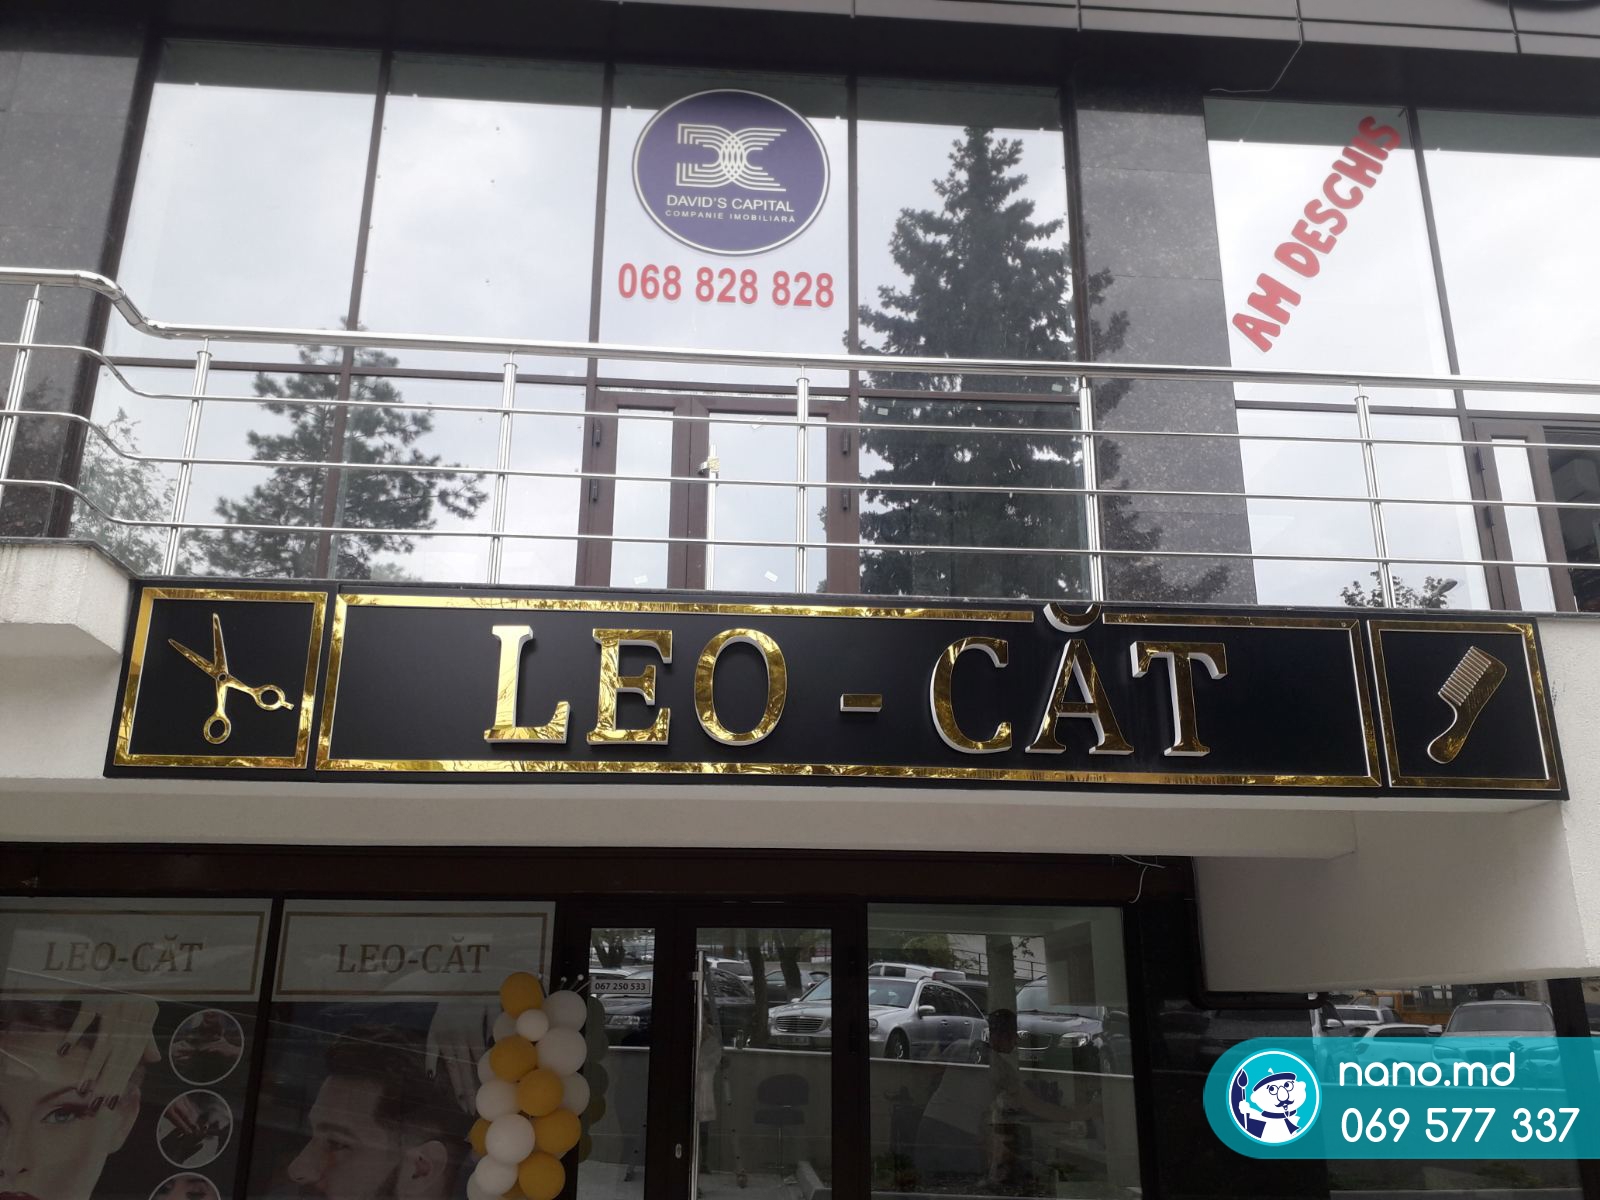 DAVID'S CAPITAL
COMPANIE IMOBILIARĂ
068 828 828
AM DESCHIS
LEO - CĂT
LEO-CĂT
LEO-CĂT
067 250 533
nano.md
069 577 337